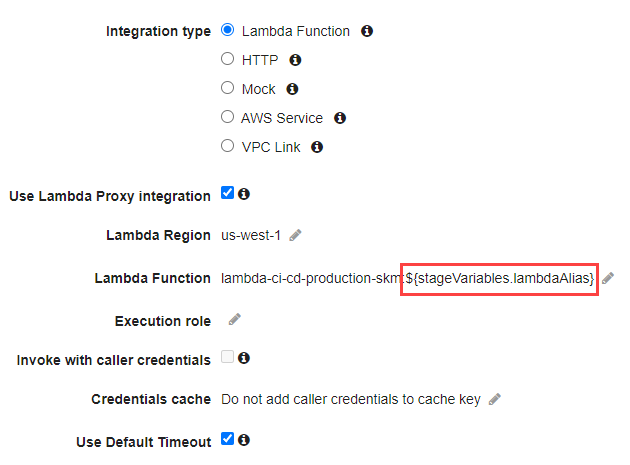 Integration type Lambda Function
HTTP
Mock
AWS Service
VPC Link
Use Lambda Proxy integration
Lambda Region us-west-1
Lambda Function lambda-ci-cd-production-skm:${stageVariables.lambdaAlias}
Execution role
Invoke with caller credentials
Credentials cache Do not add caller credentials to cache key
Use Default Timeout